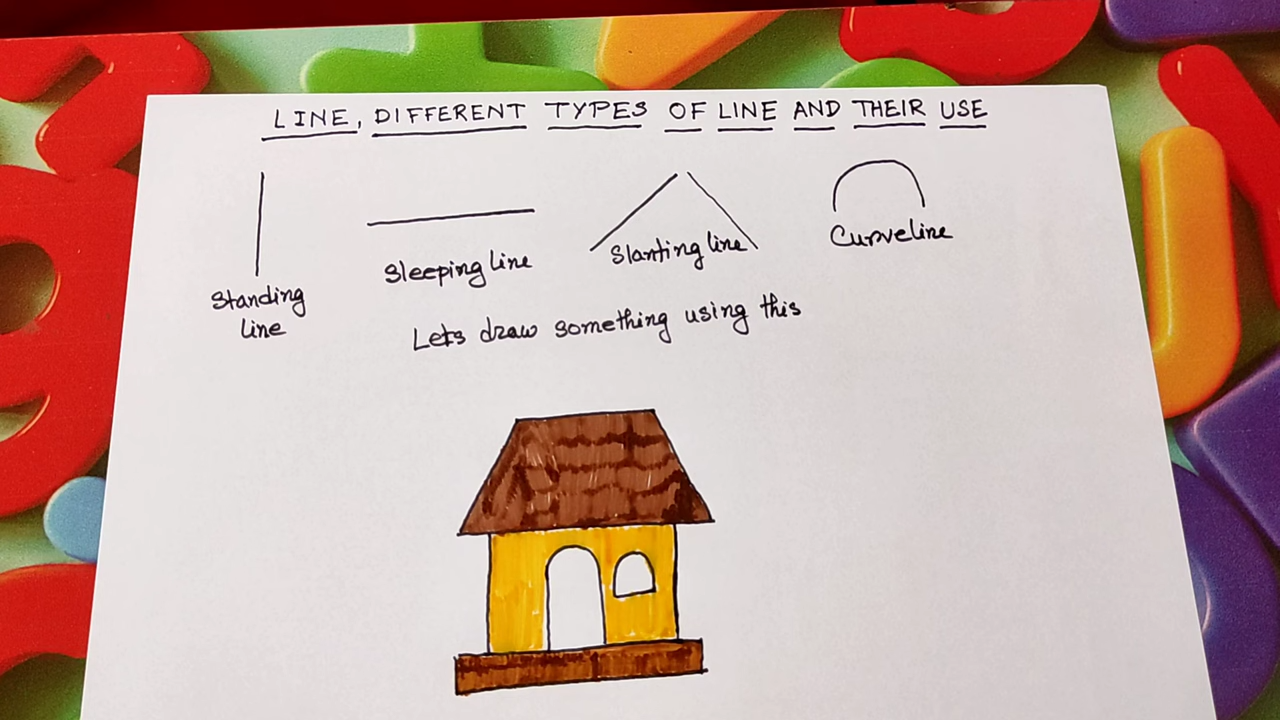 LINE, DIFFERENT TYPES OF LINE AND THEIR USE
Standing
line
Sleeping line
Slanting line
Curveline
Lets draw something using this